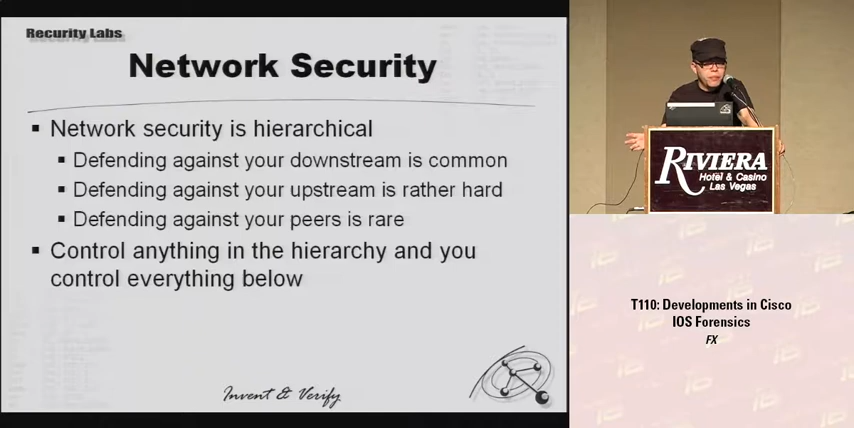 Recurity Labs
Network Security
Network security is hierarchical
Defending against your downstream is common
Defending against your upstream is rather hard
Defending against your peers is rare
Control anything in the hierarchy and you
control everything below
Invent & Verify
RIVIERA
Hotel & Casino
Las Vegas
T110: Developments in Cisco
IOS Forensics
FX